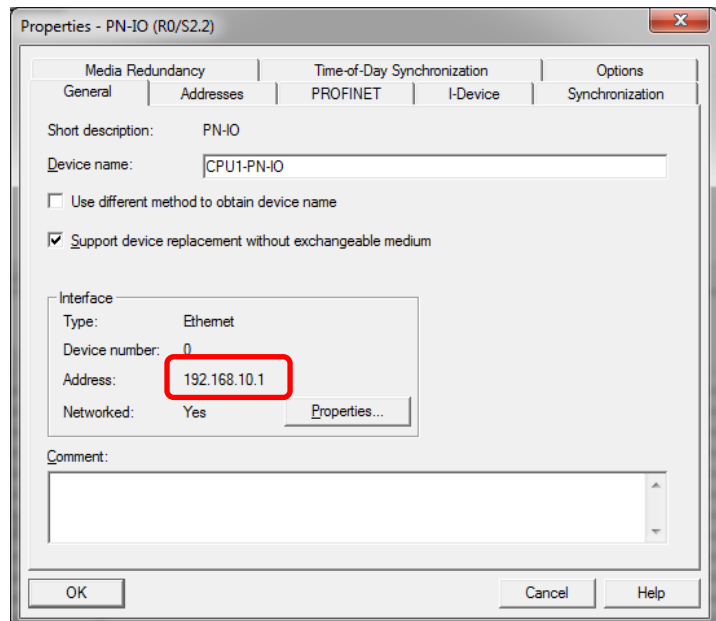 Properties - PN-IO (R0/S2.2)
Media Redundancy Time-of-Day Synchronization Options
General Addresses PROFINET I-Device Synchronization
Short description: PN-IO
Device name: CPU1-PN-IO
Use different method to obtain device name
Support device replacement without exchangeable medium
Interface
Type: Ethernet
Device number: 0
Address: 192.168.10.1
Networked: Yes Properties...
Comment:
OK Cancel Help